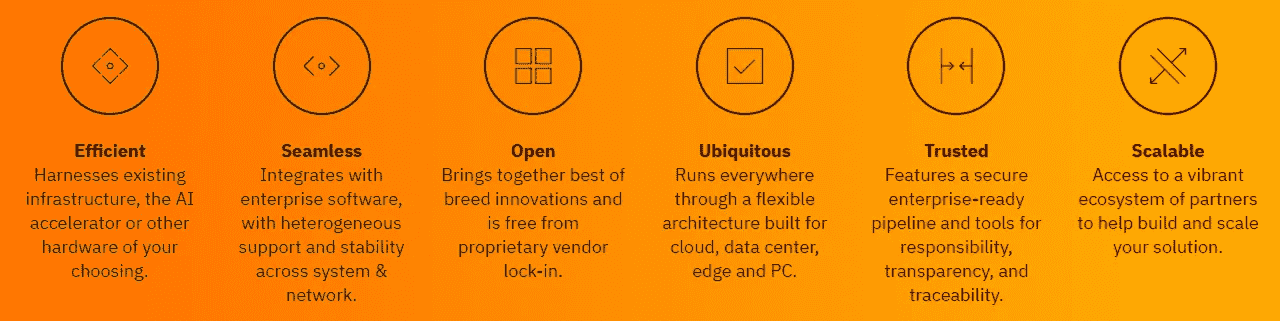 Efficient
Harnesses existing
infrastructure, the AI
accelerator or other
hardware of your
choosing.
Seamless
Integrates with
enterprise software,
with heterogeneous
support and stability
across system &
network.
Open
Brings together best of
breed innovations and
is free from
proprietary vendor
lock-in.
Ubiquitous
Runs everywhere
through a flexible
architecture built for
cloud, data center,
edge and PC.
Trusted
Features a secure
enterprise-ready
pipeline and tools for
responsibility,
transparency, and
traceability.
Scalable
Access to a vibrant
ecosystem of partners
to help build and scale
your solution.